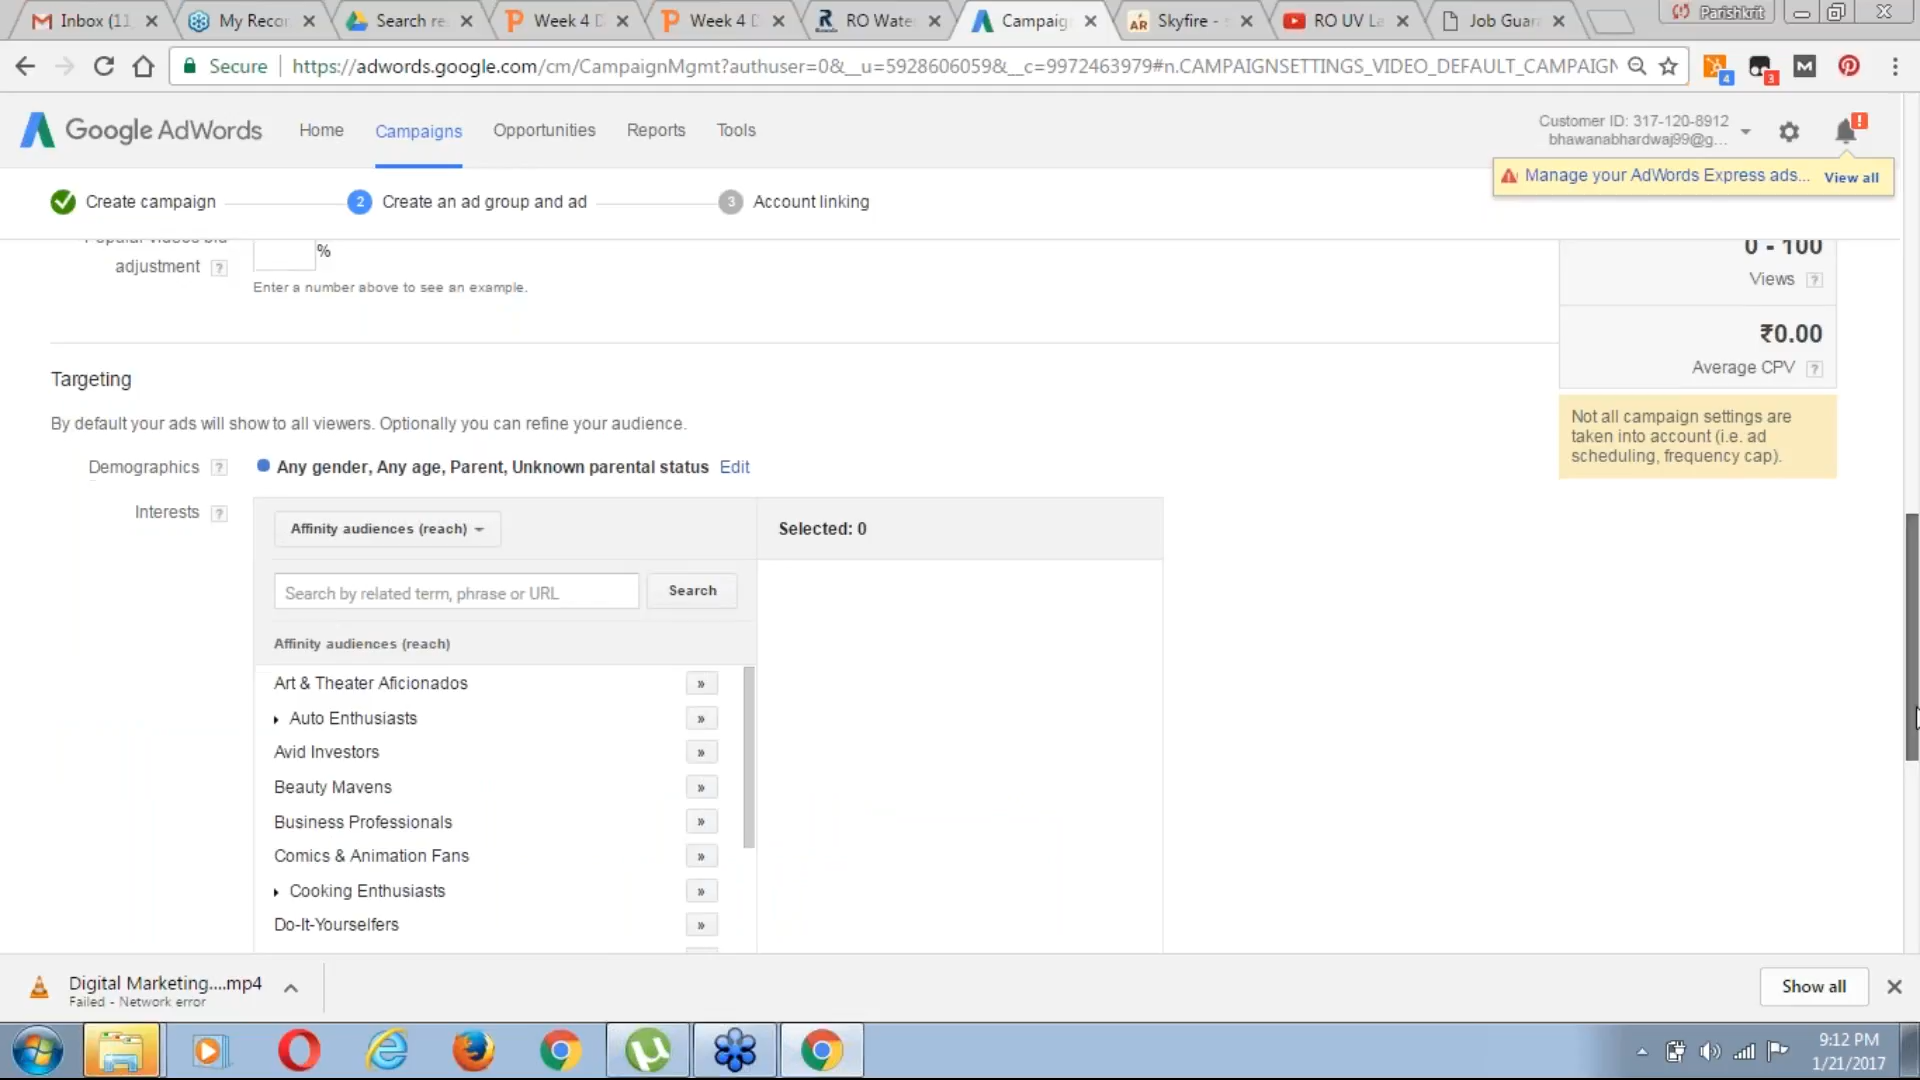 Inbox (11
My Recor
Search re
Week 4 D
Week 4 D
RO Wate
Campaig
Skyfire - s
RO UV La
Job Guar
Parishkrit
Secure
https://adwords.google.com/cm/CampaignMgmt?authuser=0&__u=5928606059&__c=9972463979#n.CAMPAIGNSETTINGS_VIDEO_DEFAULT_CAMPAIGN
4
3
Google AdWords
Home
Campaigns
Opportunities
Reports
Tools
Customer ID: 317-120-8912
bhawanabhardwaj99@g...
Manage your AdWords Express ads...
View all
Create campaign
2 Create an ad group and ad
3 Account linking
Popular videos bid
adjustment ?
%
Enter a number above to see an example.
0 - 100
Views ?
₹0.00
Average CPV ?
Not all campaign settings are
taken into account (i.e. ad
scheduling, frequency cap).
Targeting
By default your ads will show to all viewers. Optionally you can refine your audience.
Demographics ?
Any gender, Any age, Parent, Unknown parental status Edit
Interests ?
Affinity audiences (reach)
Selected: 0
Search by related term, phrase or URL
Search
Affinity audiences (reach)
Art & Theater Aficionados »
Auto Enthusiasts »
Avid Investors »
Beauty Mavens »
Business Professionals »
Comics & Animation Fans »
Cooking Enthusiasts »
Do-It-Yourselfers »
Digital Marketing....mp4
Failed - Network error
Show all
9:12 PM
1/21/2017